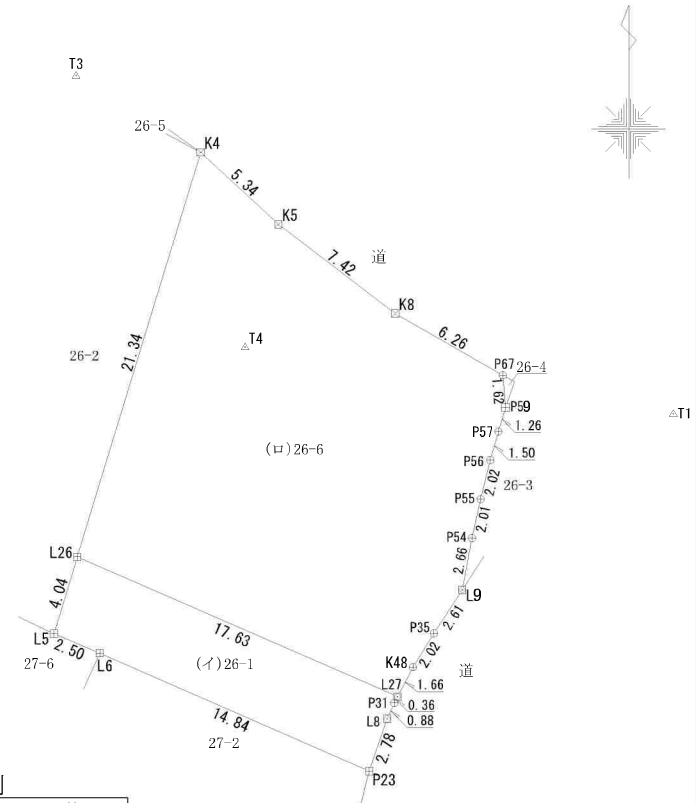 T3
26-5
K4
5.34
K5
道
7.42
K8
6.26
T4
26-2
21.34
P67
26-4
1.62
P59
T1
1.26
P57
1.50
(ロ)26-6
P56
2.02
26-3
P55
2.01
P54
L26
2.66
L9
4.04
2.61
P35
17.63
L5
2.50
L6
27-6
(イ)26-1
K48
2.02
道
L27
1.66
P31
0.36
L8
0.88
14.84
27-2
2.78
P23